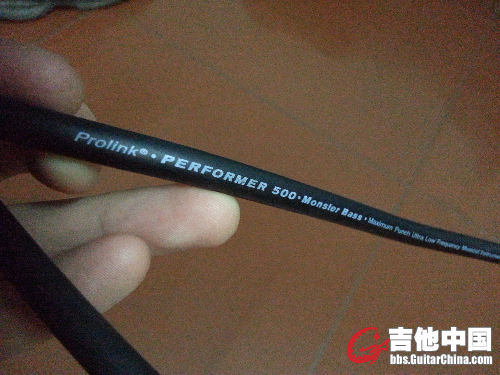 Prolink® · PERFORMER 500 · Monster Bass · Maximum Punch Ultra Low Frequency Musical
吉他中国
bbs.GuitarChina.com